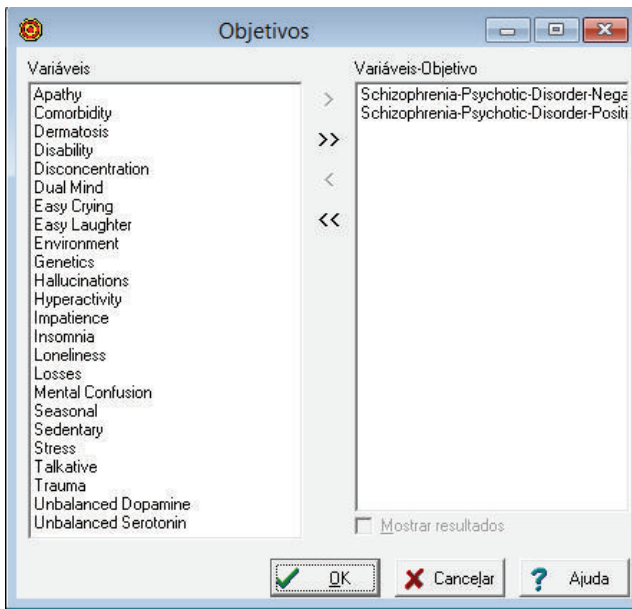 Objetivos
Variáveis
Variáveis-Objetivo
Apathy
Comorbidity
Dermatosis
Disability
Disconcentration
Dual Mind
Easy Crying
Easy Laughter
Environment
Genetics
Hallucinations
Hyperactivity
Impatience
Insomnia
Loneliness
Losses
Mental Confusion
Seasonal
Sedentary
Stress
Talkative
Trauma
Unbalanced Dopamine
Unbalanced Serotonin
>
>>
<
<<
Schizophrenia-Psychotic-Disorder-Nega
Schizophrenia-Psychotic-Disorder-Positi
Mostrar resultados
OK
Cancelar
? Ajuda